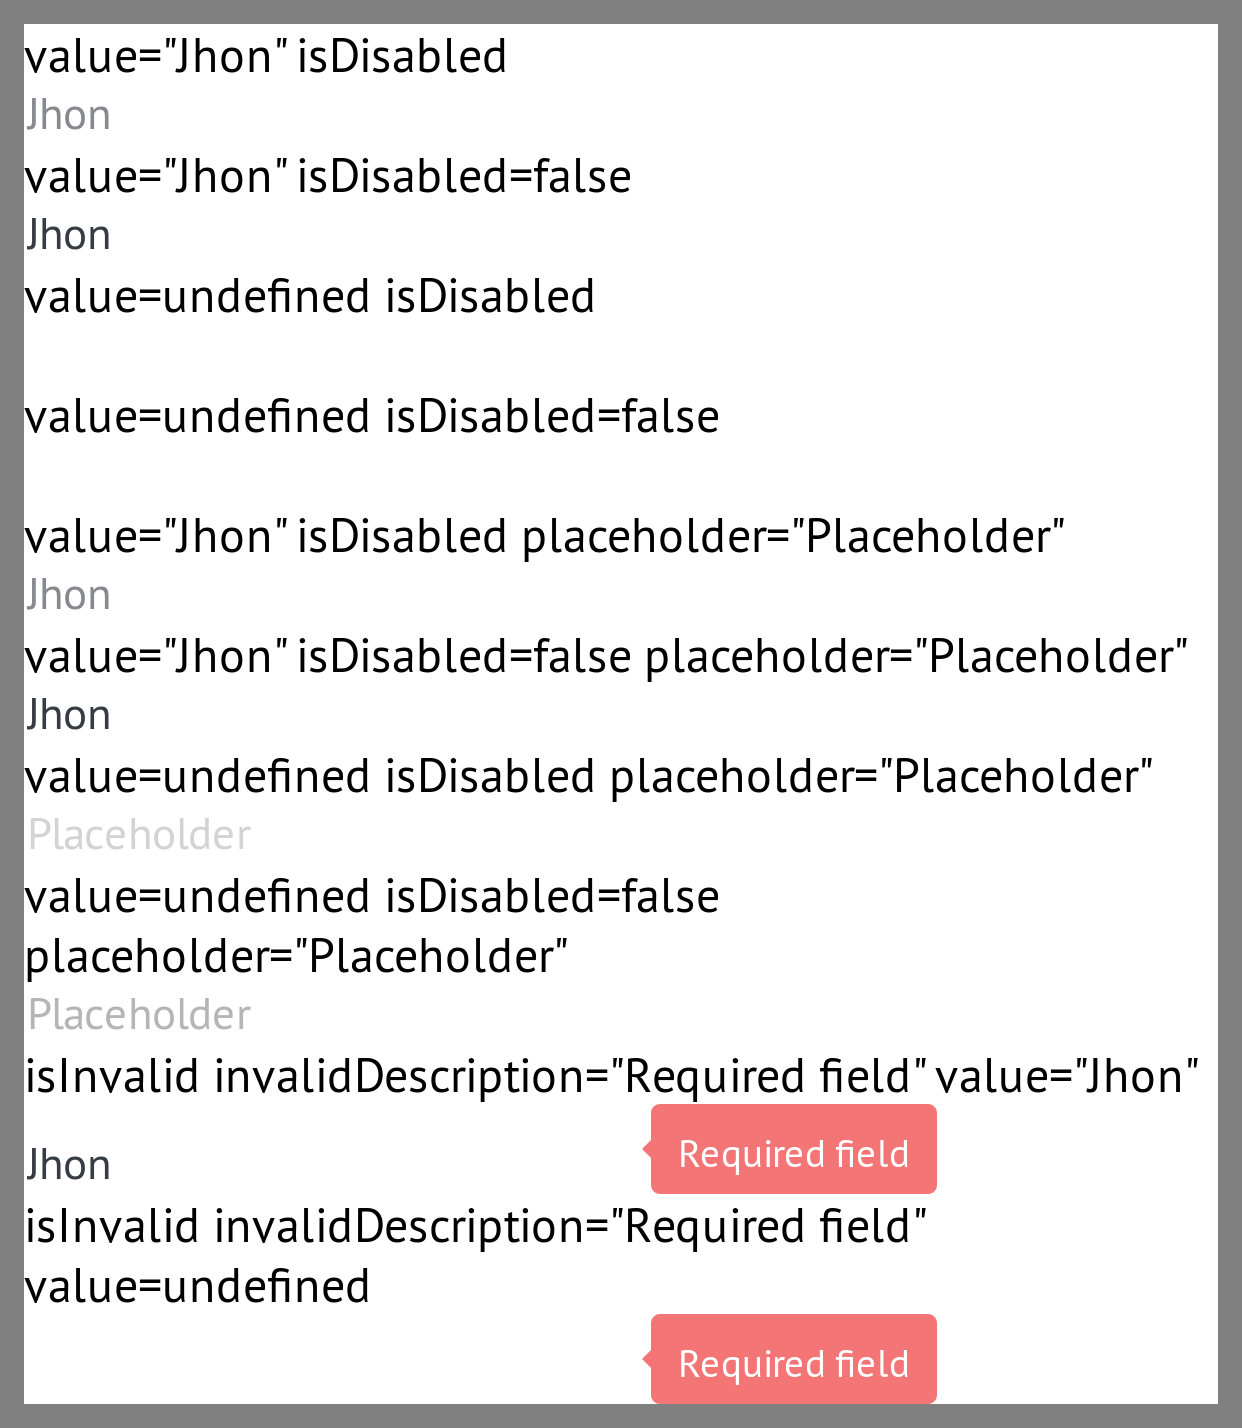 value="Jhon" isDisabled
Jhon
value="Jhon" isDisabled=false
Jhon
value=undefined isDisabled
value=undefined isDisabled=false
value="Jhon" isDisabled placeholder="Placeholder"
Jhon
value="Jhon" isDisabled=false placeholder="Placeholder"
Jhon
value=undefined isDisabled placeholder="Placeholder"
Placeholder
value=undefined isDisabled=false
placeholder="Placeholder"
Placeholder
isInvalid invalidDescription="Required field" value="Jhon"
Required field
Jhon
isInvalid invalidDescription="Required field"
value=undefined
Required field